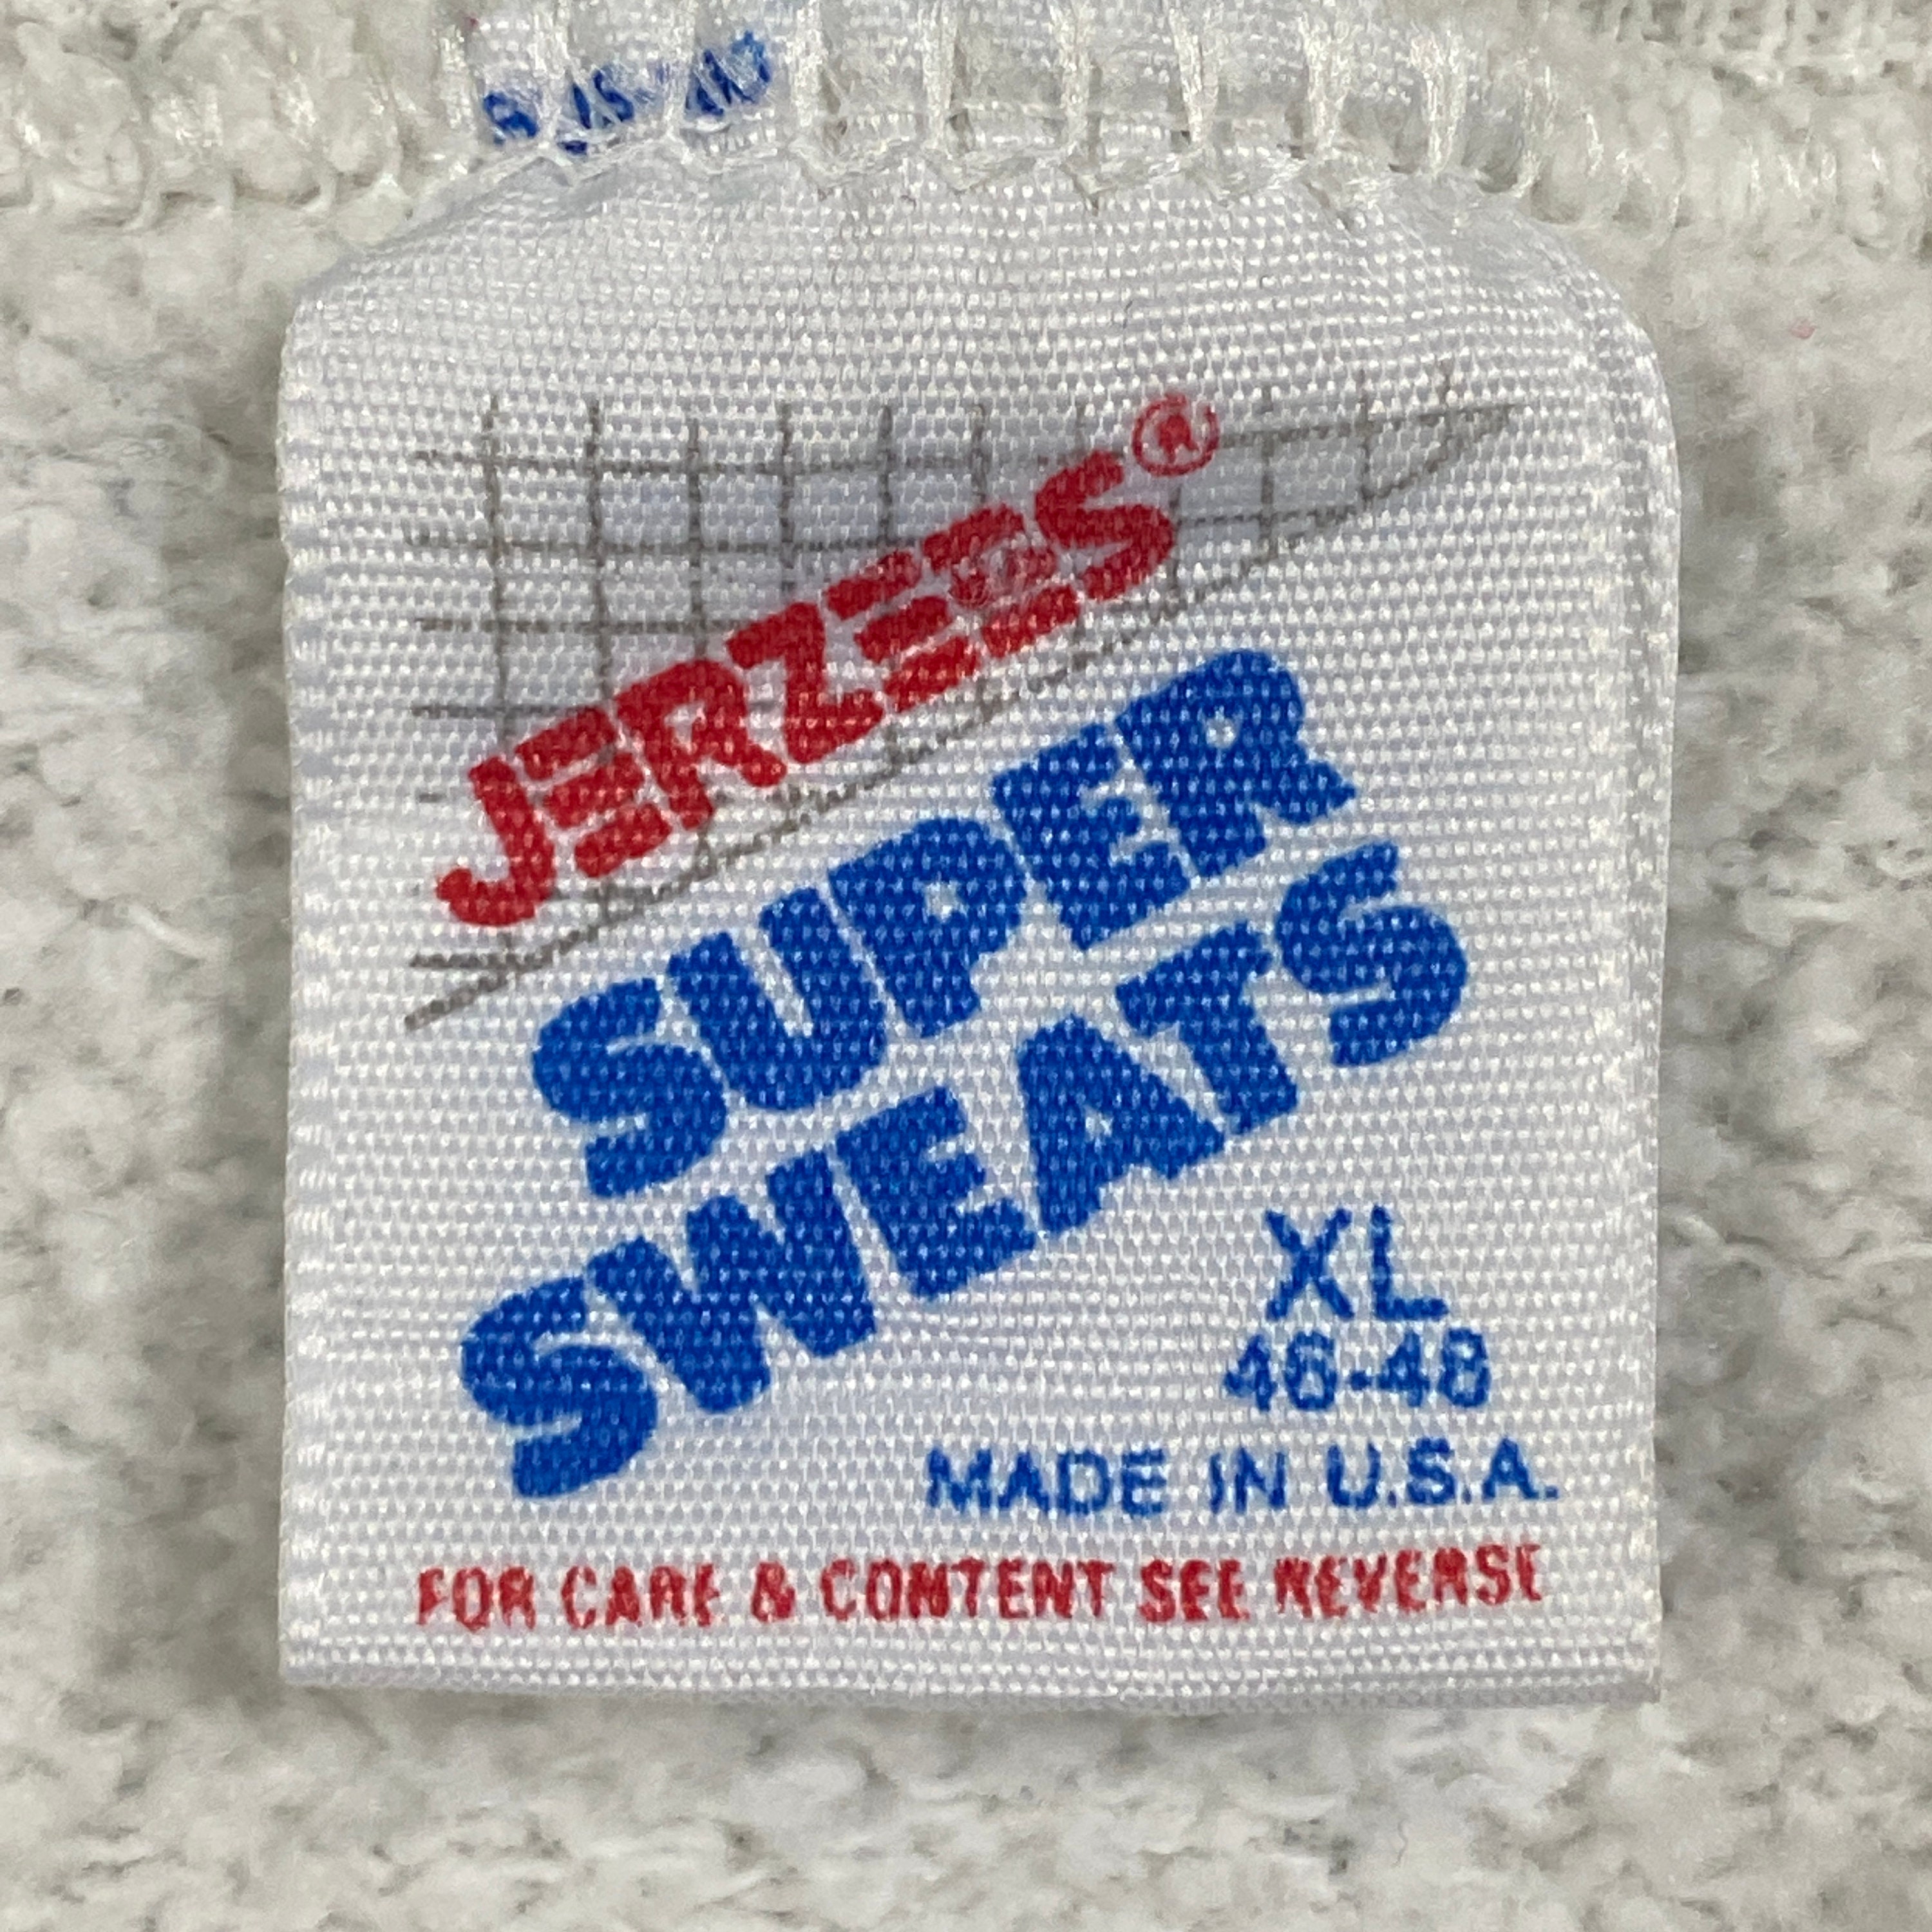 JERZEES®
SUPER
SWEATS
XL
46-48
MADE IN U.S.A.
FOR CARE & CONTENT SEE REVERSE